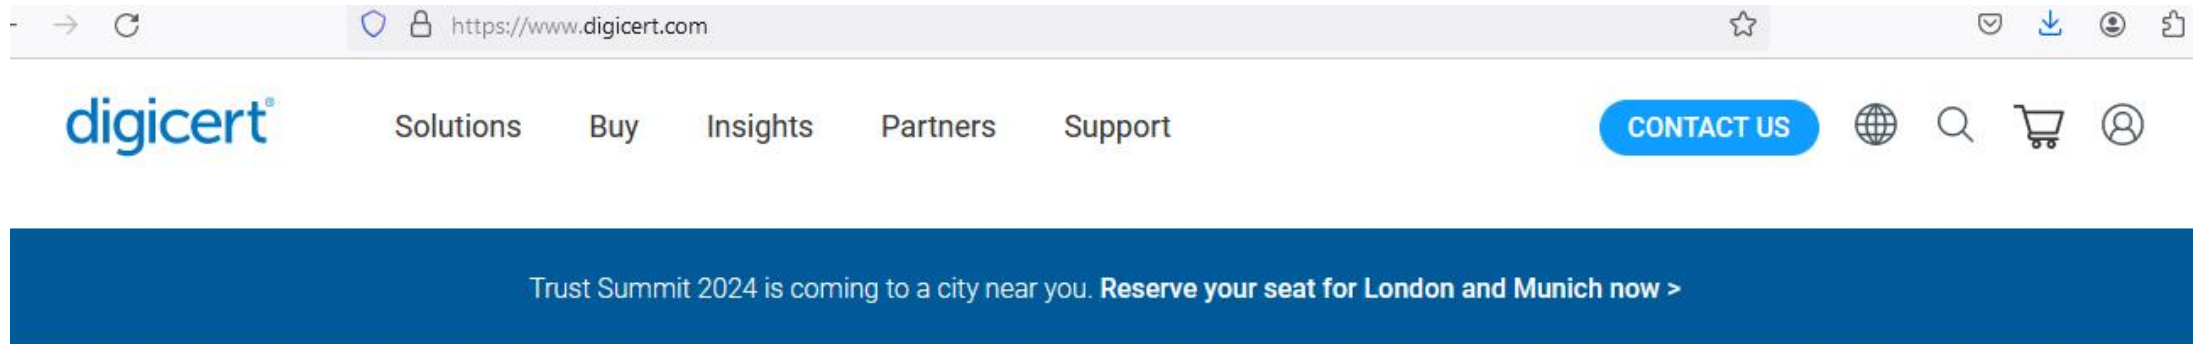 https://www.digicert.com
digicert®
Solutions Buy Insights Partners Support CONTACT US
Trust Summit 2024 is coming to a city near you. Reserve your seat for London and Munich now >